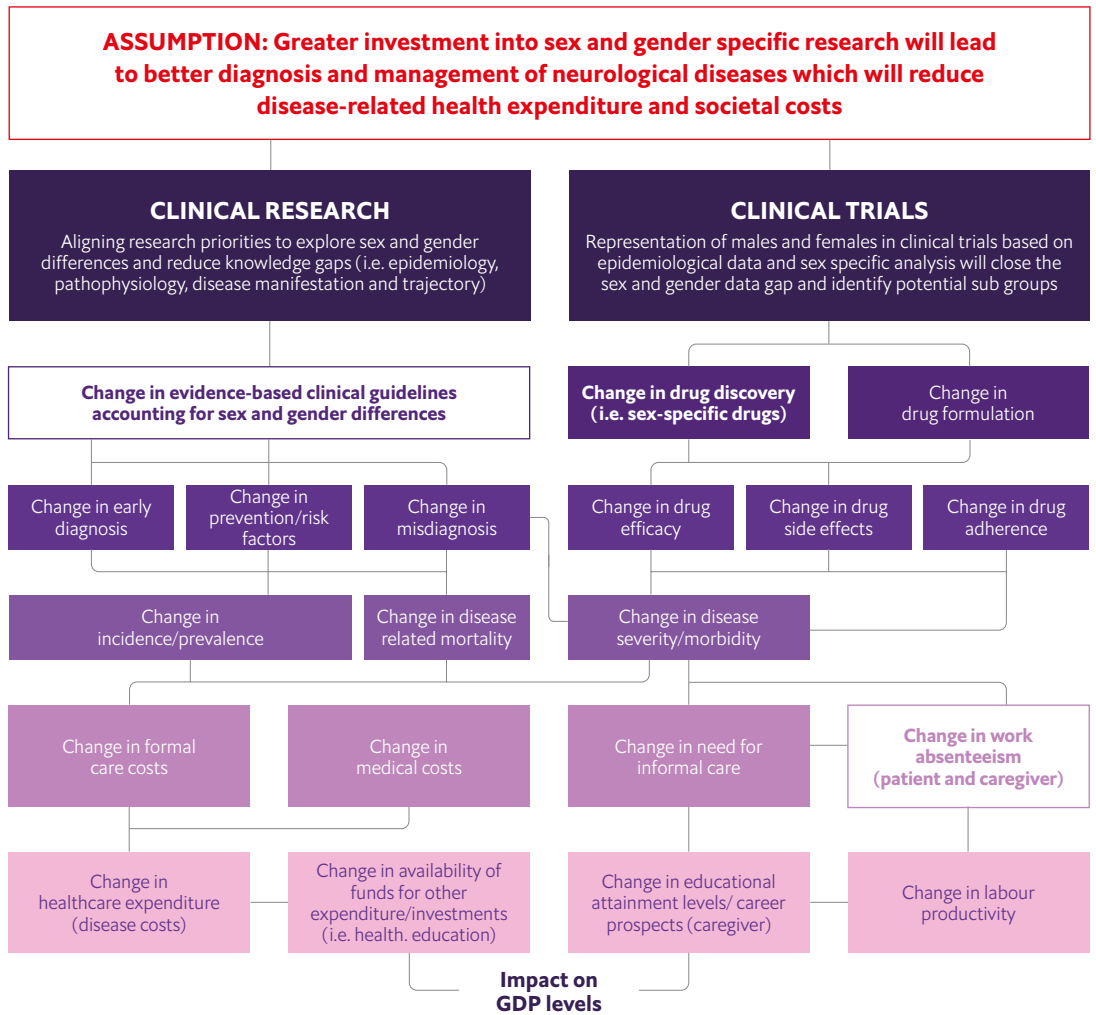 ASSUMPTION: Greater investment into sex and gender specific research will lead
to better diagnosis and management of neurological diseases which will reduce
disease-related health expenditure and societal costs
CLINICAL RESEARCH
Aligning research priorities to explore sex and gender
differences and reduce knowledge gaps (i.e. epidemiology,
pathophysiology, disease manifestation and trajectory)
CLINICAL TRIALS
Representation of males and females in clinical trials based on
epidemiological data and sex specific analysis will close the
sex and gender data gap and identify potential sub groups
Change in evidence-based clinical guidelines
accounting for sex and gender differences
Change in drug discovery
(i.e. sex-specific drugs)
Change in
drug formulation
Change in early
diagnosis
Change in
prevention/risk
factors
Change in
misdiagnosis
Change in drug
efficacy
Change in drug
side effects
Change in drug
adherence
Change in
incidence/prevalence
Change in disease
related mortality
Change in disease
severity/morbidity
Change in formal
care costs
Change in
medical costs
Change in need for
informal care
Change in work
absenteeism
(patient and caregiver)
Change in
healthcare expenditure
(disease costs)
Change in availability of
funds for other
expenditure/investments
(i.e. health. education)
Change in educational
attainment levels/ career
prospects (caregiver)
Change in labour
productivity
Impact on
GDP levels